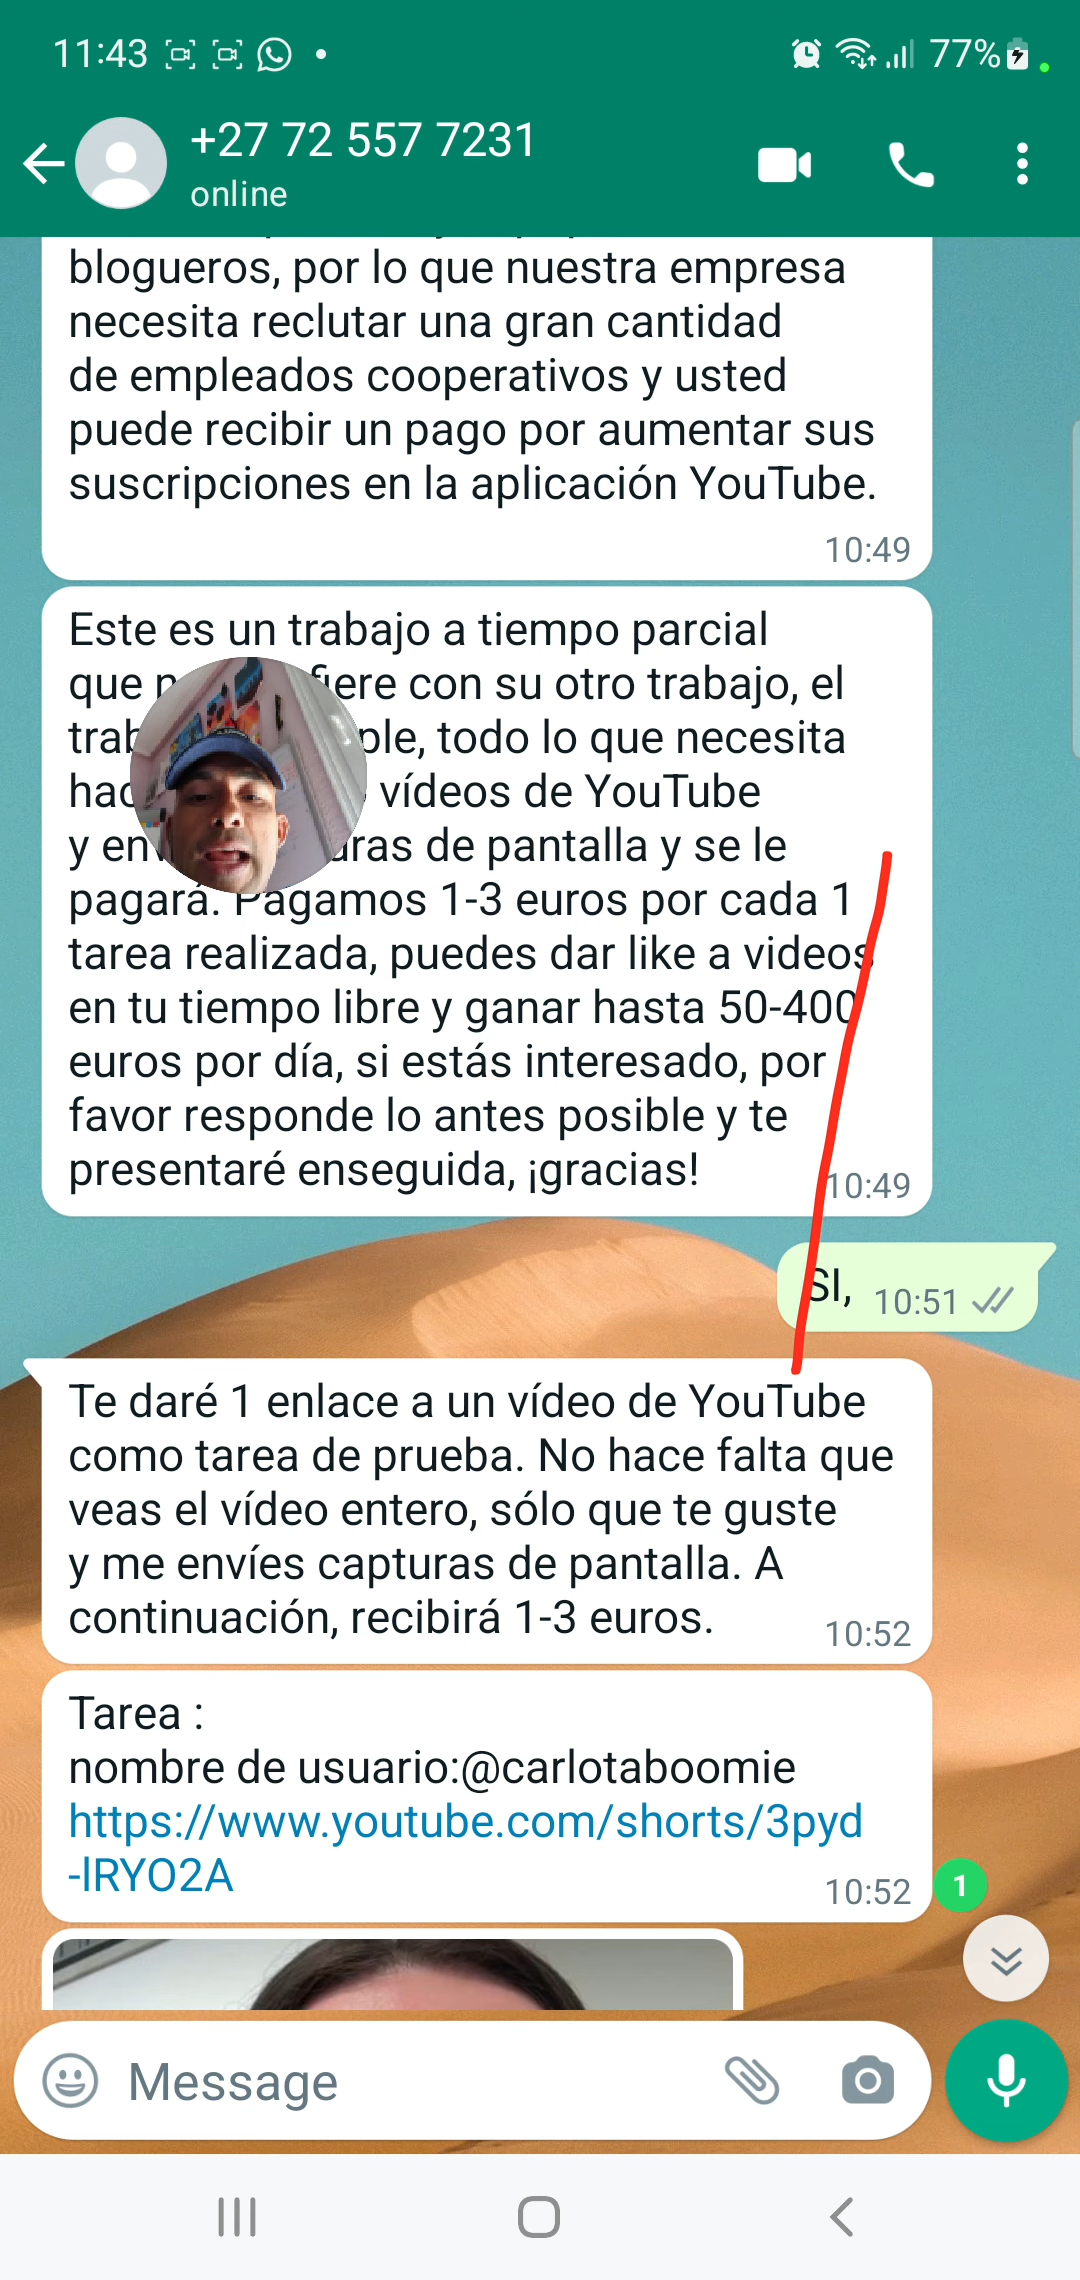 11:43
77%
+27 72 557 7231
online
blogueros, por lo que nuestra empresa
necesita reclutar una gran cantidad
de empleados cooperativos y usted
puede recibir un pago por aumentar sus
suscripciones en la aplicación YouTube.
10:49
Este es un trabajo a tiempo parcial
que fiere con su otro trabajo, el
ple, todo lo que necesita
vídeos de YouTube
y de pantalla y se le
pagará. Pagamos 1-3 euros por cada 1
tarea realizada, puedes dar like a videos
en tu tiempo libre y ganar hasta 50-400
euros por día, si estás interesado, por
favor responde lo antes posible y te
presentaré enseguida, ¡gracias!
10:49
SI,
10:51
Te daré 1 enlace a un vídeo de YouTube
como tarea de prueba. No hace falta que
veas el vídeo entero, sólo que te guste
y me envíes capturas de pantalla. A
continuación, recibirá 1-3 euros.
10:52
Tarea :
nombre de usuario:@carlotaboomie
https://www.youtube.com/shorts/3pyd
-lRYO2A
10:52
1
Message